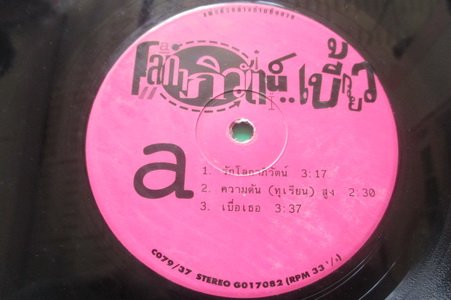 โลกาภิวัตน์..เบี้ยว
a
1. รักโลกาภิวัตน์ 3:17
2. ความดัน (ทุเรียน) สูง 2:30
3. เบื่อเธอ 3:37
C079/37 STEREO G017082 (RPM 33 ⅓)